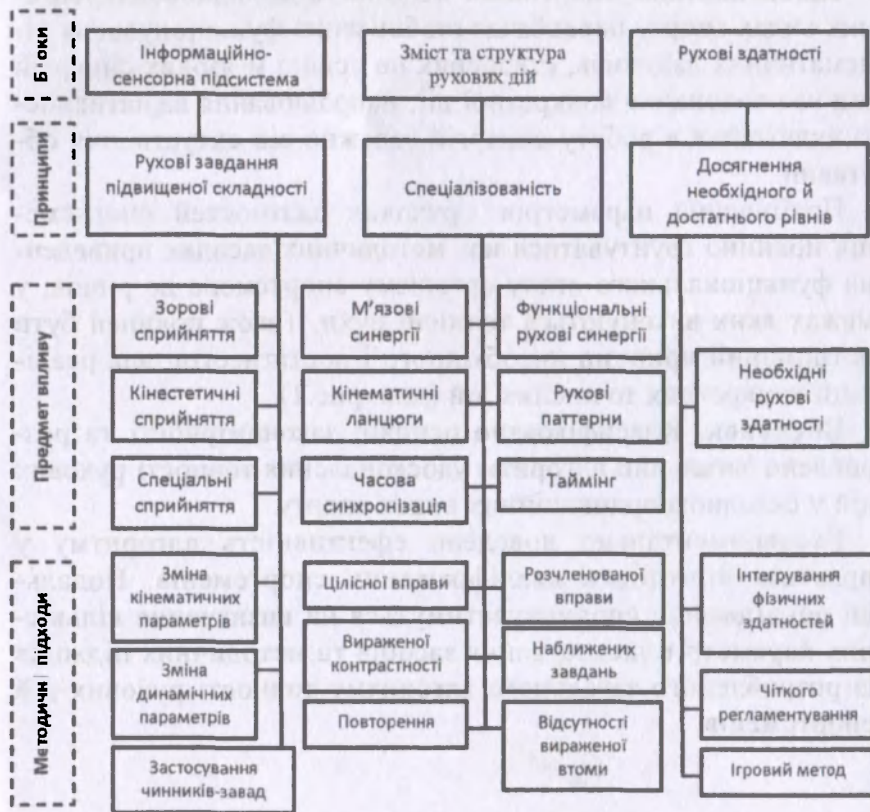 Блоки
Інформаційно
сенсорна підсистема
Зміст та структура
рухових дій
Рухові здатності
Принципи
Рухові завдання
підвищеної складності
Спеціалізованість
Досягнення
необхідного й
достатнього рівнів
Предмет впливу
Зорові
сприйняття
М'язові
синергії
Функціональні
рухові синергії
Необхідні
рухові
здатності
Кінестетичні
сприйняття
Кінематичні
ланцюги
Рухові
паттерни
Спеціальні
сприйняття
Часова
синхронізація
Таймінг
Методичні підходи
Зміна
кінематичних
параметрів
Цілісної вправи
Розчленованої
вправи
Інтегрування
фізичних
здатностей
Зміна
динамічних
параметрів
Вираженої
контрастності
Наближених
завдань
Чіткого
регламентування
Повторення
Відсутності
вираженої
втоми
Застосування
чинників-завад
Ігровий метод